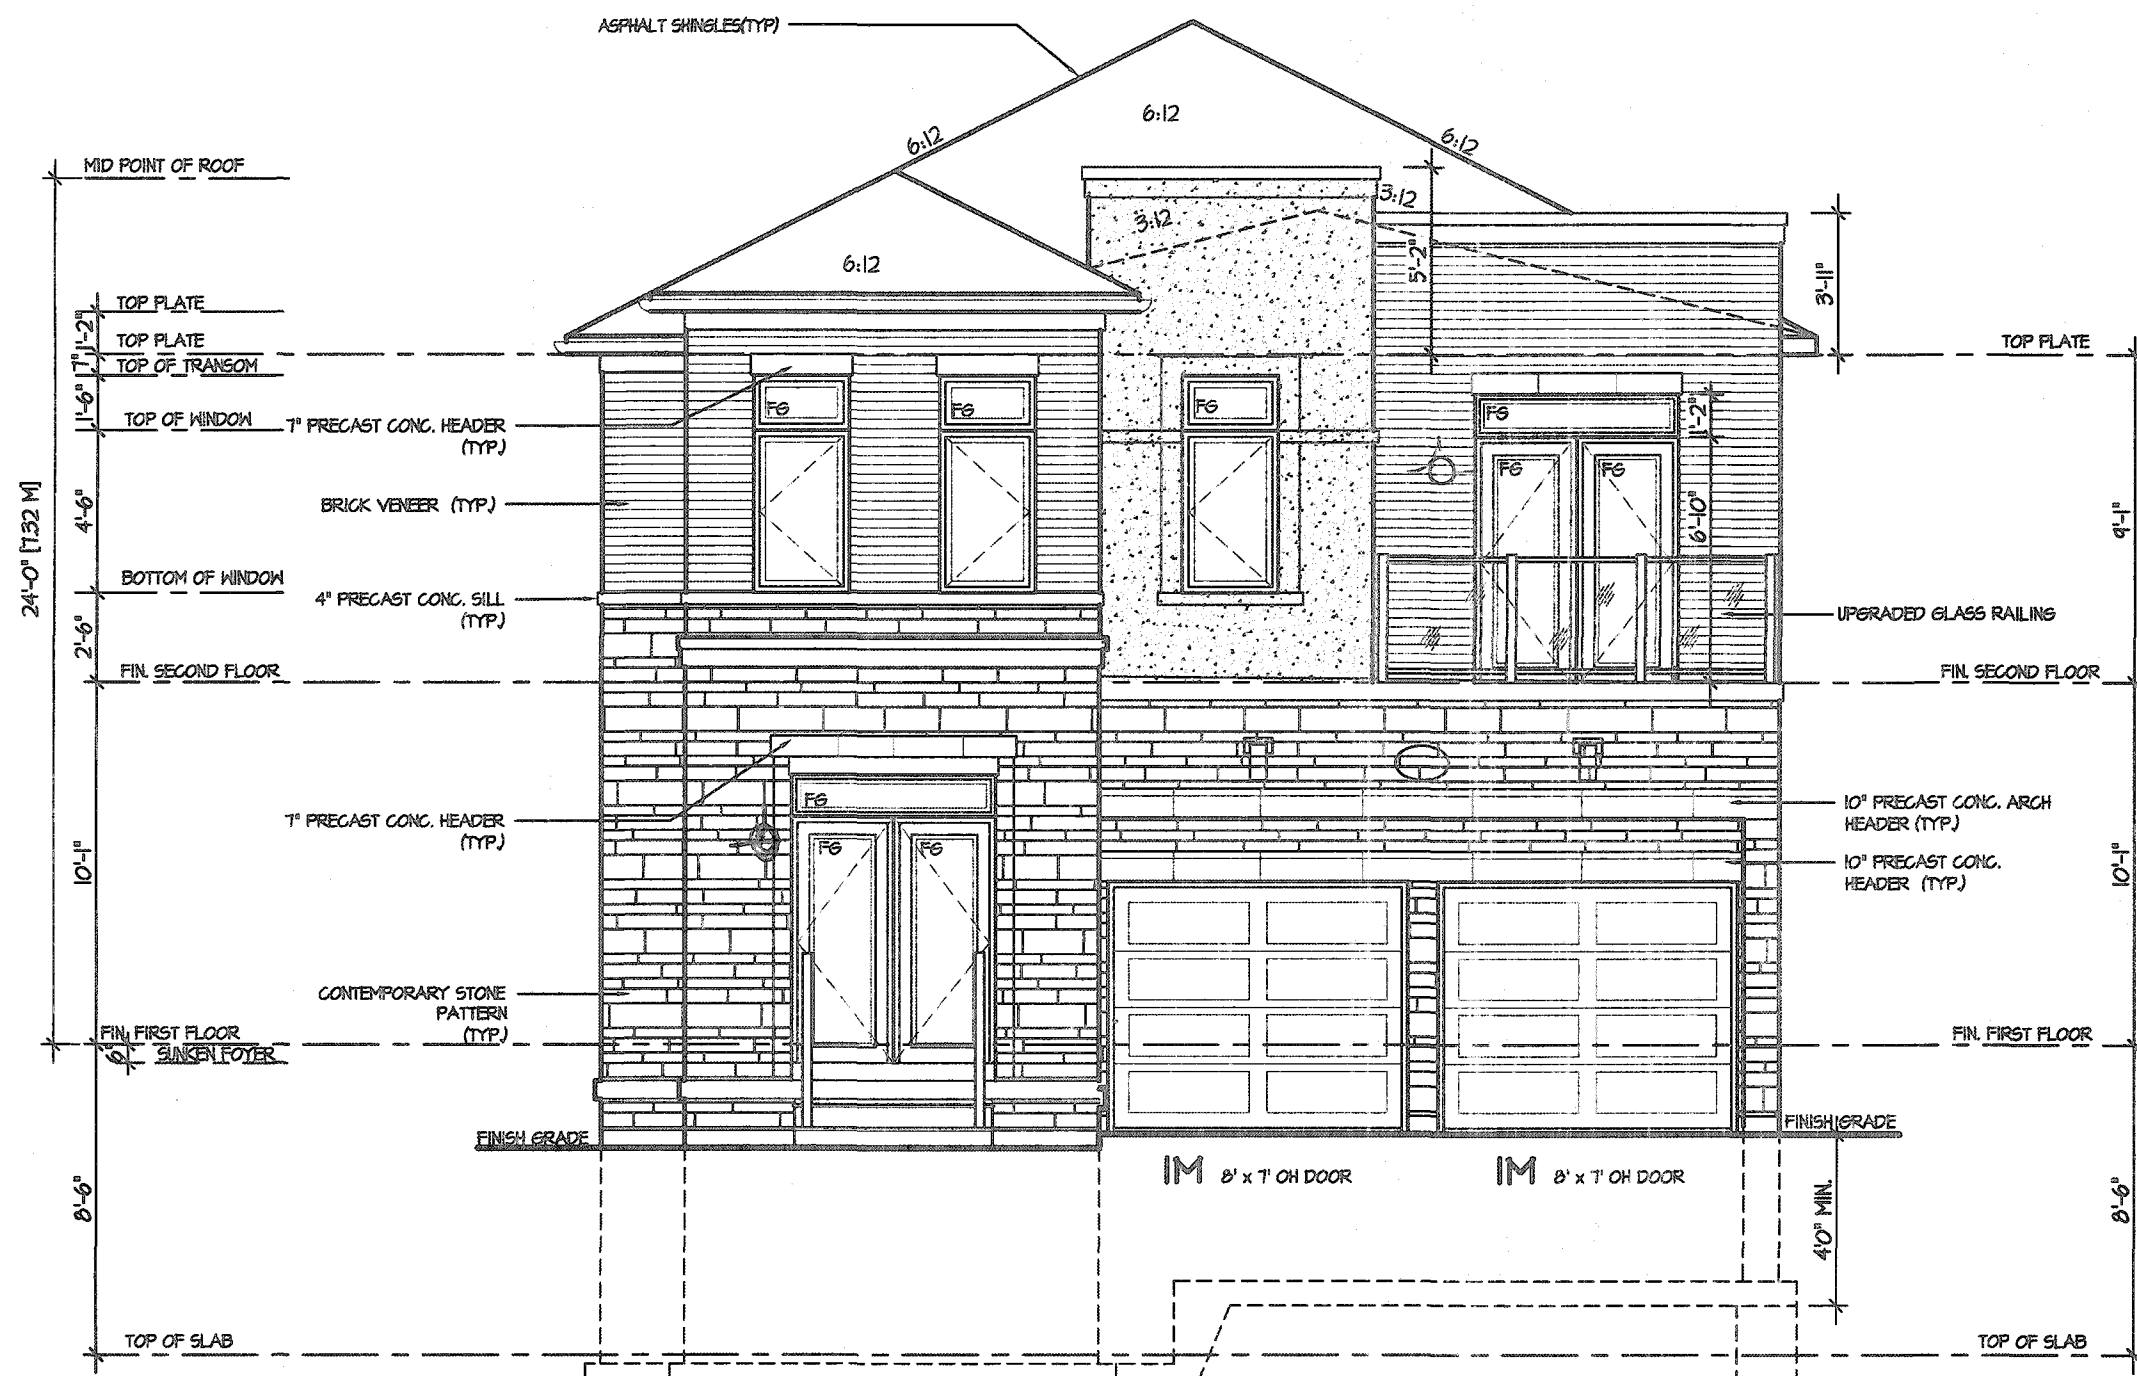 ASPHALT SHINGLES(TYP)
6:12
6:12
6:12
MID POINT OF ROOF
3:12
3:12
6:12
5'-2"
3'-11"
TOP PLATE
1'-2"
TOP PLATE
TOP PLATE
7"
TOP OF TRANSOM
1'-6"
TOP OF WINDOW
7" PRECAST CONC. HEADER
(TYP.)
FG
FG
FG
FG
1'-2"
FG
FG
24'-0" [7.32 M]
4'-6"
BRICK VENEER (TYP.)
6'-10"
9'-1"
BOTTOM OF WINDOW
4" PRECAST CONC. SILL
(TYP.)
UPGRADED GLASS RAILING
2'-6"
FIN. SECOND FLOOR
FIN. SECOND FLOOR
FG
7" PRECAST CONC. HEADER
(TYP.)
10" PRECAST CONC. ARCH
HEADER (TYP.)
FG
FG
10'-1"
10'-1"
10" PRECAST CONC.
HEADER (TYP.)
CONTEMPORARY STONE
PATTERN
(TYP.)
FIN. FIRST FLOOR
FIN. FIRST FLOOR
6"
SUNKEN FOYER
FINISH GRADE
FINISH GRADE
1M 8' x 7' OH DOOR
1M 8' x 7' OH DOOR
8'-6"
4'0" MIN.
8'-6"
TOP OF SLAB
TOP OF SLAB